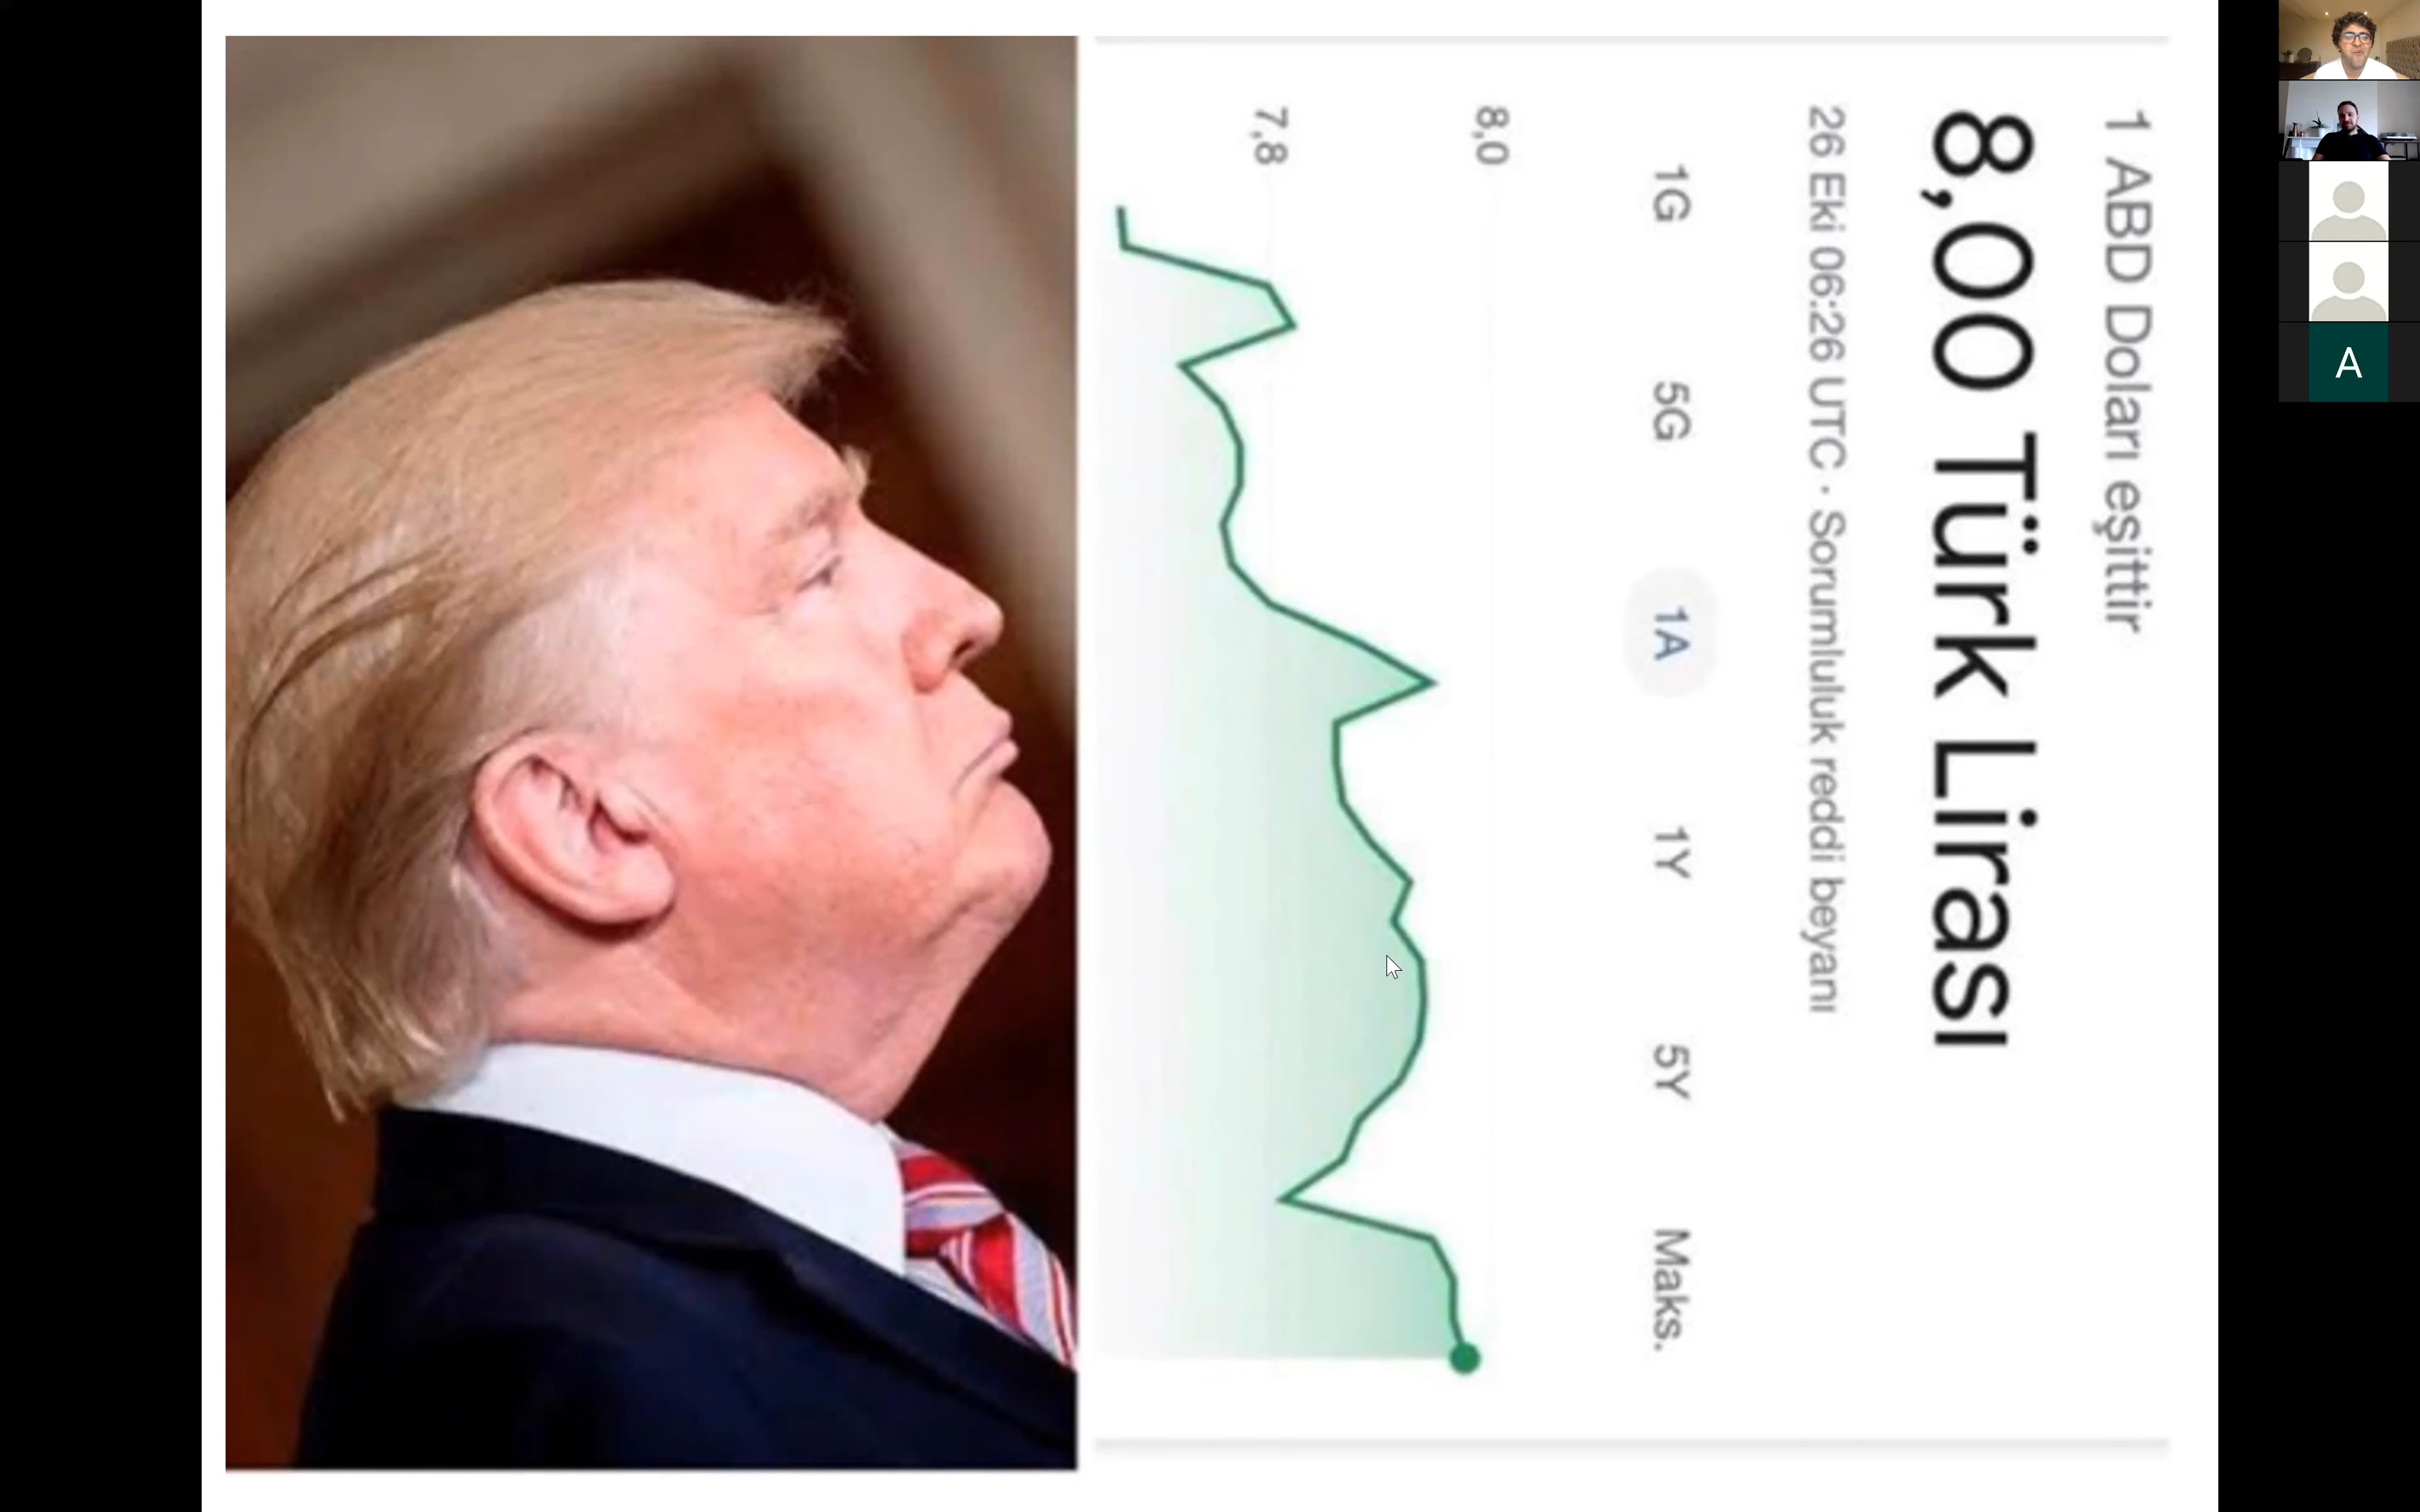 1 ABD Doları eşittir
8,00 Türk Lirası
26 Eki 06:26 UTC · Sorumluluk reddi beyanı
1G 5G 1A 1Y 5Y Maks.
8,0
7,8
A